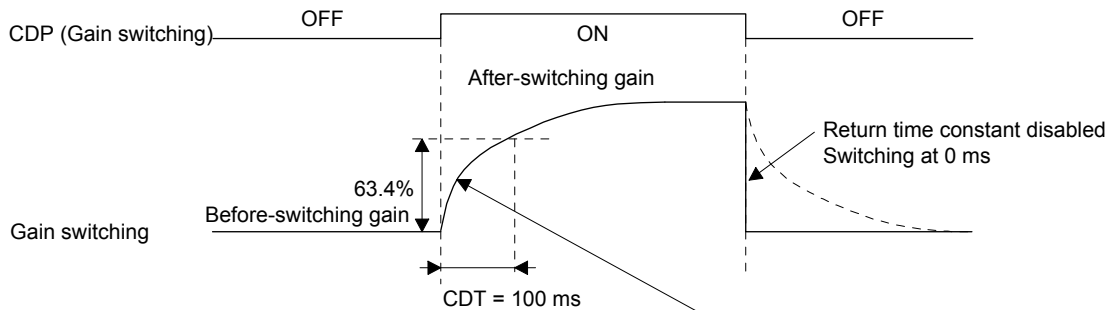 OFF
OFF
CDP (Gain switching)
ON
After-switching gain
Return time constant disabled
Switching at 0 ms
63.4%
Before-switching gain
Gain switching
CDT = 100 ms